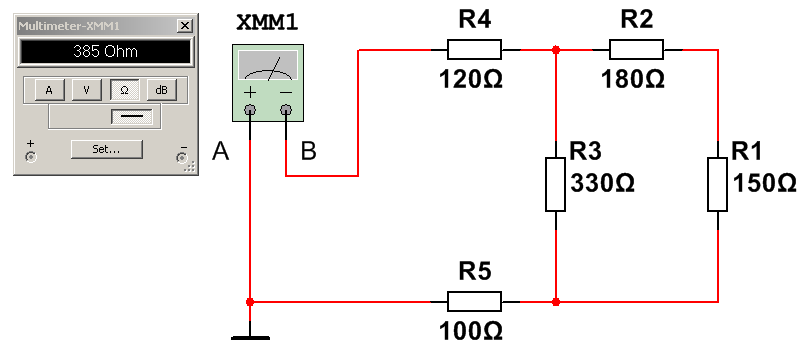 Multimeter-XMM1
385 Ohm
A V Ω dB
Set...
+ -
XMM1
+ -
A B
R4
120Ω
R2
180Ω
R3
330Ω
R1
150Ω
R5
100Ω